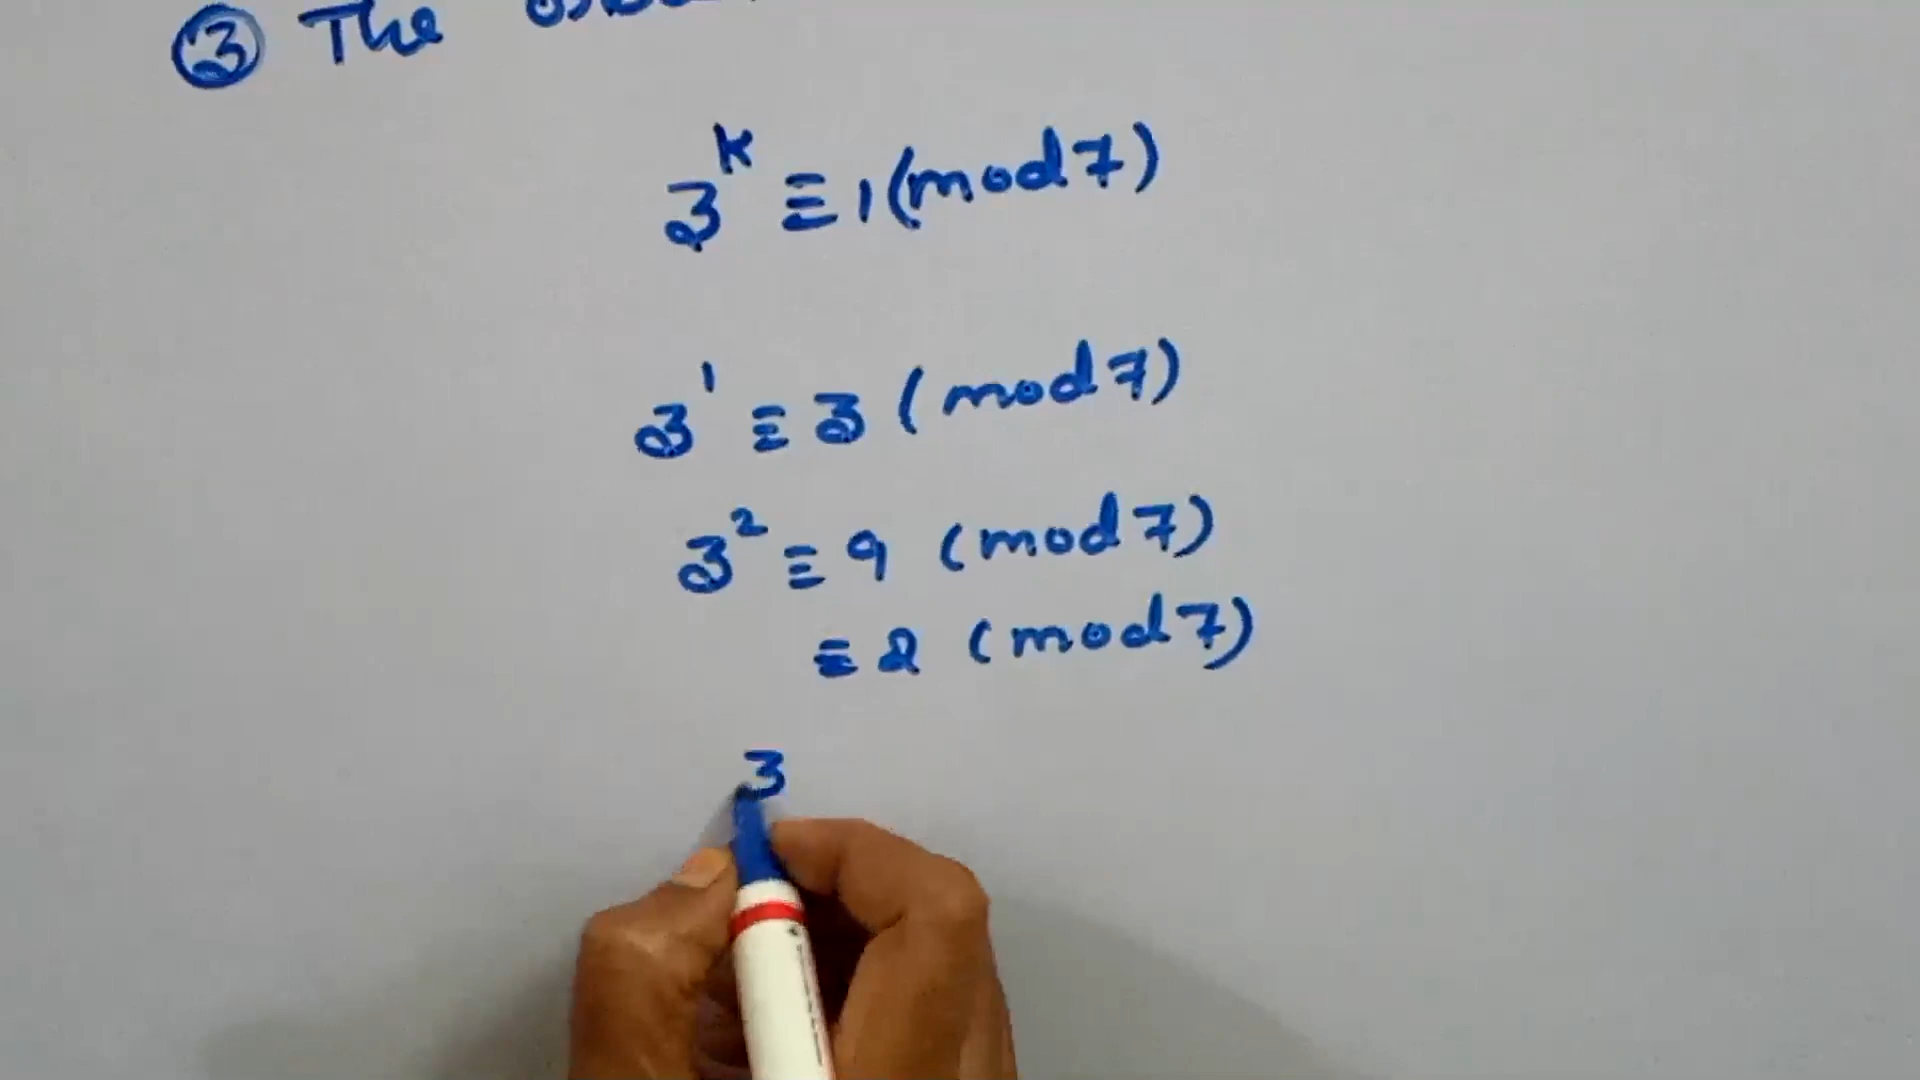 ③ The
3^k ≡ 1 (mod 7)
3^1 ≡ 3 (mod 7)
3^2 ≡ 9 (mod 7)
≡ 2 (mod 7)
3